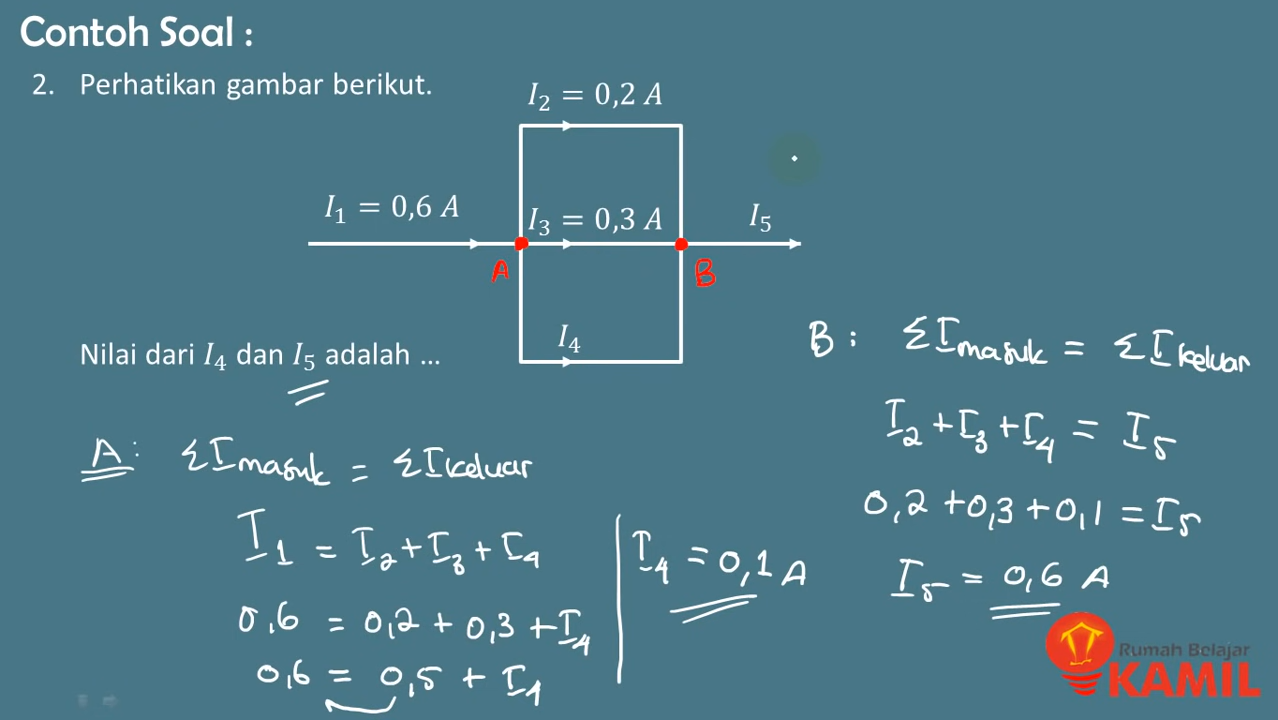 Contoh Soal :
2. Perhatikan gambar berikut.
I₂ = 0,2 A
I₁ = 0,6 A
I₃ = 0,3 A
I₅
A
B
I₄
Nilai dari I₄ dan I₅ adalah ...
A : ΣI masuk = ΣI keluar
I₁ = I₂ + I₃ + I₄
0,6 = 0,2 + 0,3 + I₄
0,6 = 0,5 + I₄
I₄ = 0,1 A
B : ΣI masuk = ΣI keluar
I₂ + I₃ + I₄ = I₅
0,2 + 0,3 + 0,1 = I₅
I₅ = 0,6 A
Rumah Belajar
KAMIL